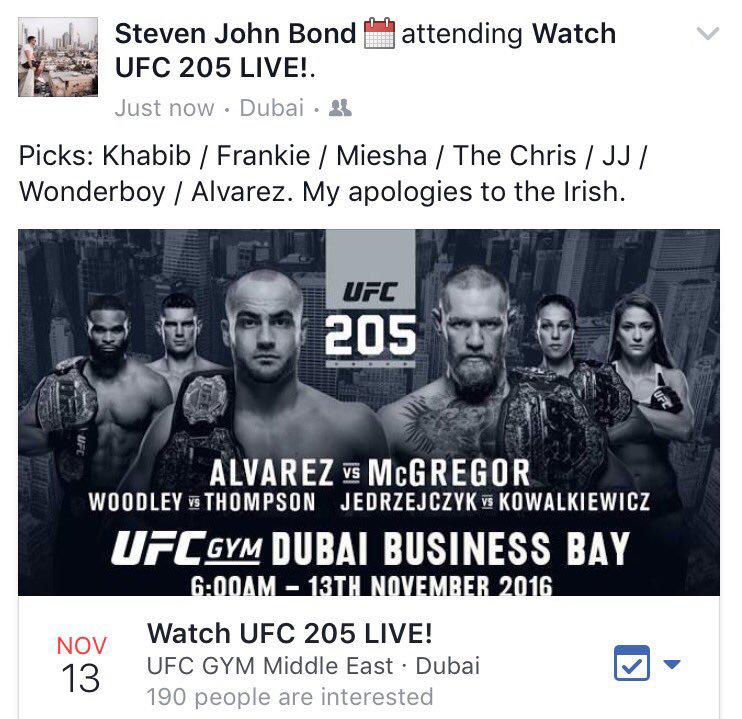 Steven John Bond 📅 attending Watch
UFC 205 LIVE!.
Just now · Dubai ·
Picks: Khabib / Frankie / Miesha / The Chris / JJ /
Wonderboy / Alvarez. My apologies to the Irish.
UFC
205
ALVAREZ VS McGREGOR
WOODLEY VS THOMPSON JEDRZEJCZYK VS KOWALKIEWICZ
UFC GYM DUBAI BUSINESS BAY
6:00AM – 13TH NOVEMBER 2016
NOV
13
Watch UFC 205 LIVE!
UFC GYM Middle East · Dubai
190 people are interested